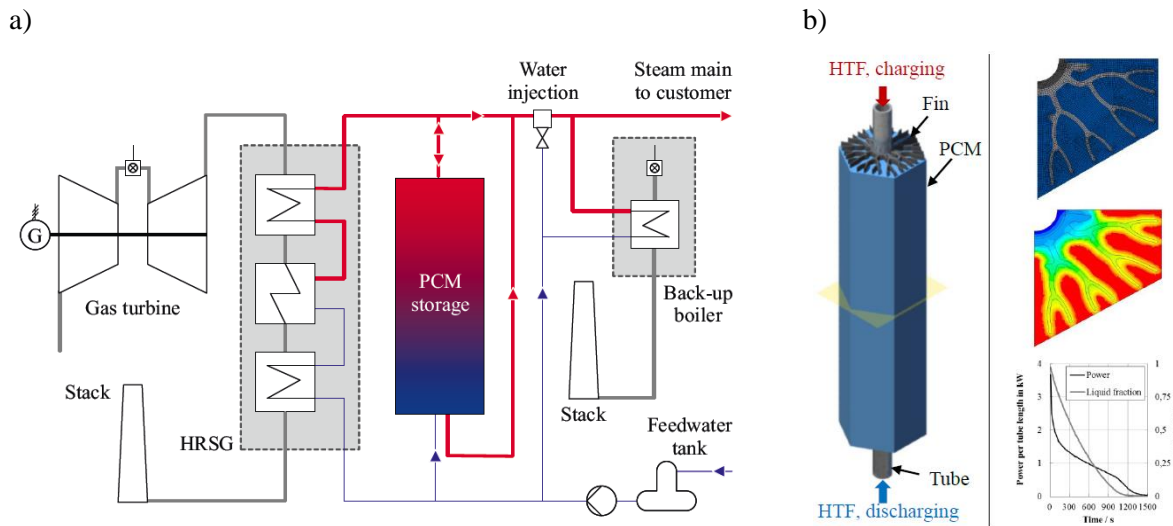 a)
b)
Water
injection
Steam main
to customer
G
Gas turbine
PCM
storage
Back-up
boiler
Stack
HRSG
Stack
Feedwater
tank
HTF, charging
Fin
PCM
Tube
HTF, discharging
Power per tube length in kW
4
3
2
1
0
Power
Liquid fraction
1
0,75
0,5
0,25
0
0 300 600 900 1200 1500
Time / s